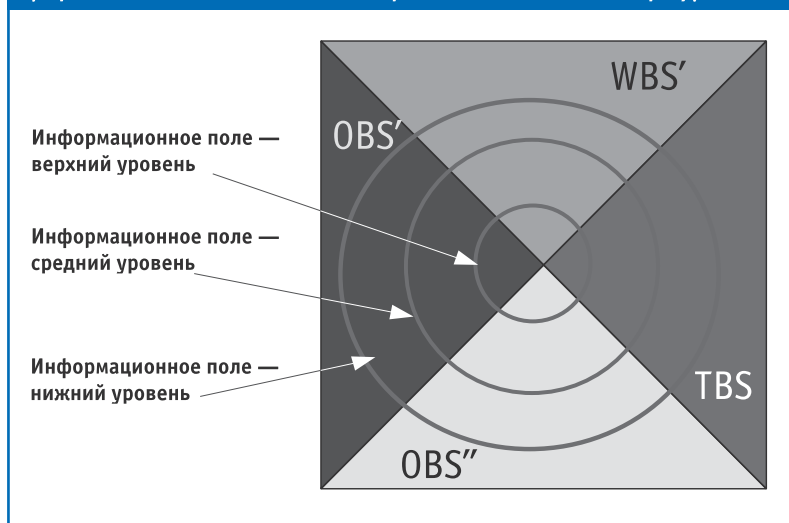 WBS′
OBS′
Информационное поле —
верхний уровень
Информационное поле —
средний уровень
Информационное поле —
нижний уровень
TBS
OBS″